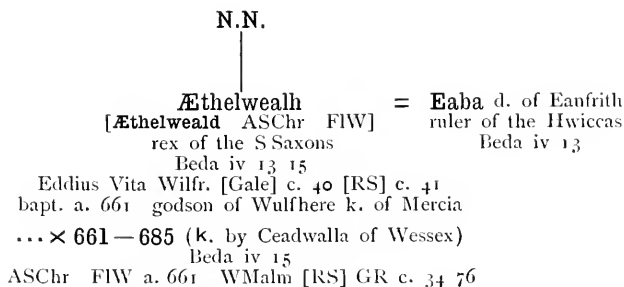 N.N.
Æthelwealh = Eaba d. of Eanfrith
[Æthelweald ASChr FlW] ruler of the Hwiccas
rex of the S Saxons Beda iv 13
Beda iv 13 15
Eddius Vita Wilfr. [Gale] c. 40 [RS] c. 41
bapt. a. 661 godson of Wulfhere k. of Mercia
... × 661—685 (k. by Ceadwalla of Wessex)
Beda iv 15
ASChr FlW a. 661 WMalm [RS] GR c. 34 76